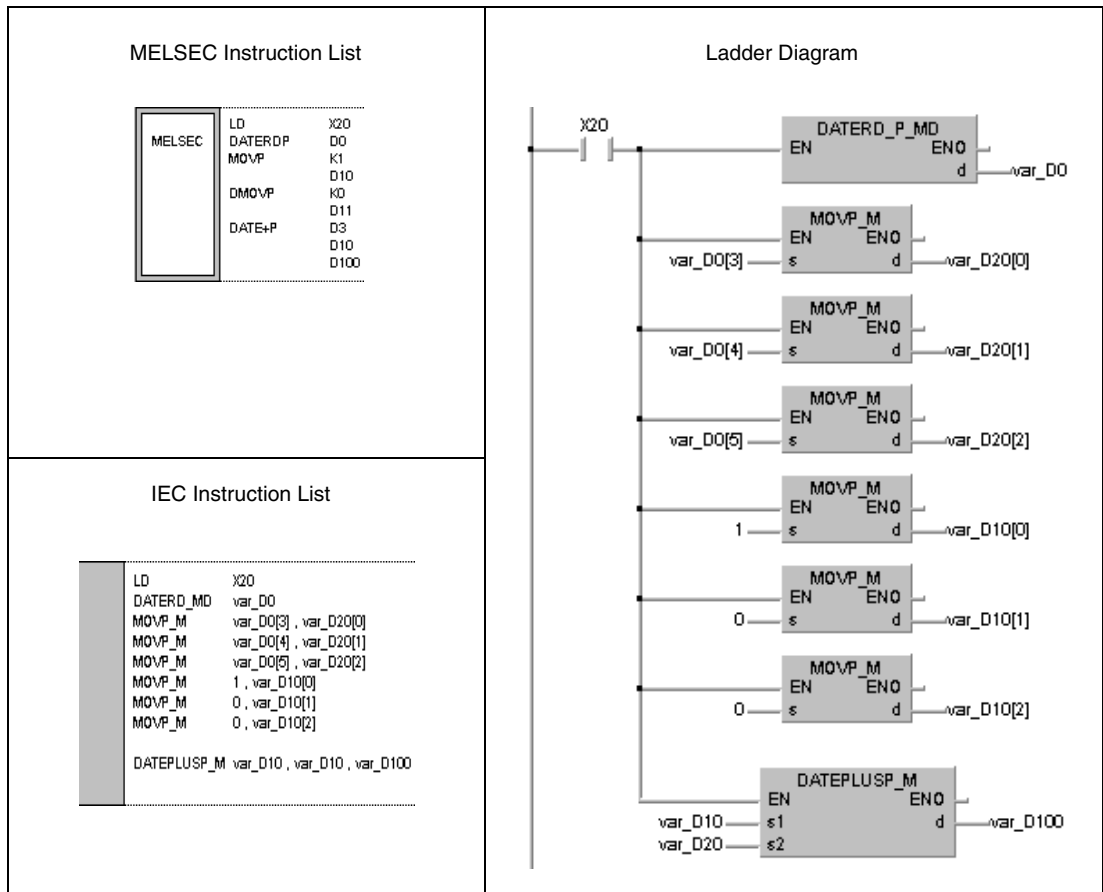 MELSEC Instruction List
MELSEC
LD X20
DATERDP D0
MOVP K1
D10
DMOVP K0
D11
DATE+P D3
D10
D100
IEC Instruction List
LD X20
DATERD_MD var_D0
MOVP_M var_D0[3] , var_D20[0]
MOVP_M var_D0[4] , var_D20[1]
MOVP_M var_D0[5] , var_D20[2]
MOVP_M 1 , var_D10[0]
MOVP_M 0 , var_D10[1]
MOVP_M 0 , var_D10[2]
DATEPLUSP_M var_D10 , var_D10 , var_D100
Ladder Diagram
X20
DATERD_P_MD
EN ENO
d var_D0
MOVP_M
EN ENO
var_D0[3] s d var_D20[0]
MOVP_M
EN ENO
var_D0[4] s d var_D20[1]
MOVP_M
EN ENO
var_D0[5] s d var_D20[2]
MOVP_M
EN ENO
1 s d var_D10[0]
MOVP_M
EN ENO
0 s d var_D10[1]
MOVP_M
EN ENO
0 s d var_D10[2]
DATEPLUSP_M
EN ENO
var_D10 s1 d var_D100
var_D20 s2